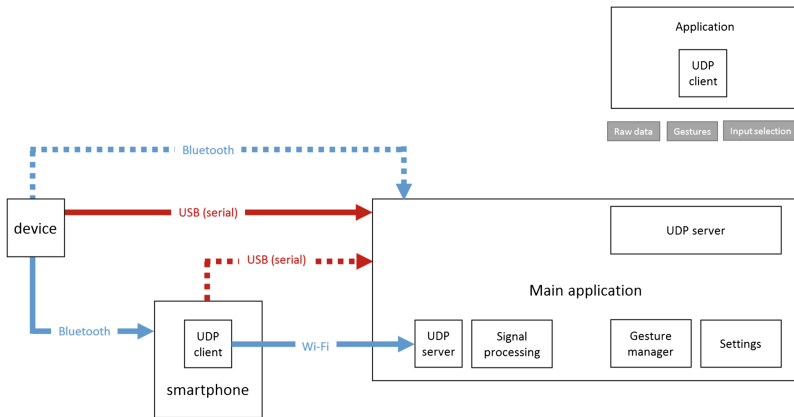 Application
UDP
client
Raw data
Gestures
Input selection
Bluetooth
USB (serial)
device
UDP server
USB (serial)
Main application
Bluetooth
UDP
client
Wi-Fi
UDP
server
Signal
processing
Gesture
manager
Settings
smartphone